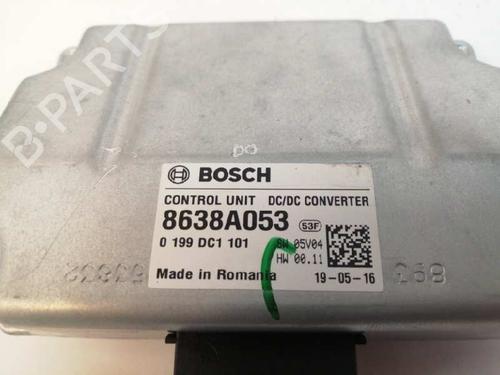 B-PARTS
BOSCH
CONTROL UNIT DC/DC CONVERTER
8638A053 53F
0 199 DC1 101 SW 05V04
HW 00.11
Made in Romania 19-05-16